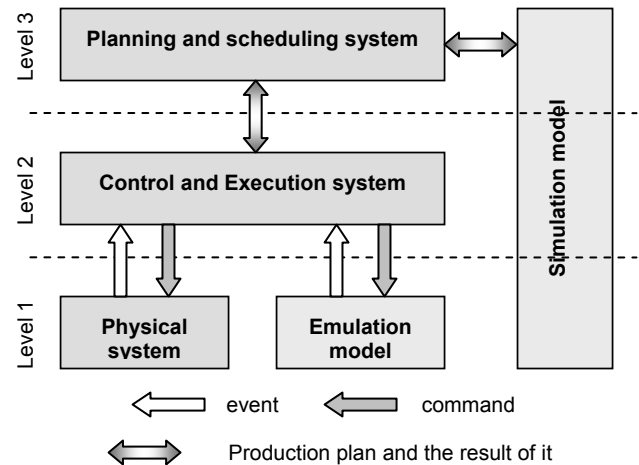 Level 3
Planning and scheduling system
Simulation model
Level 2
Control and Execution system
Level 1
Physical
system
Emulation
model
event
command
Production plan and the result of it